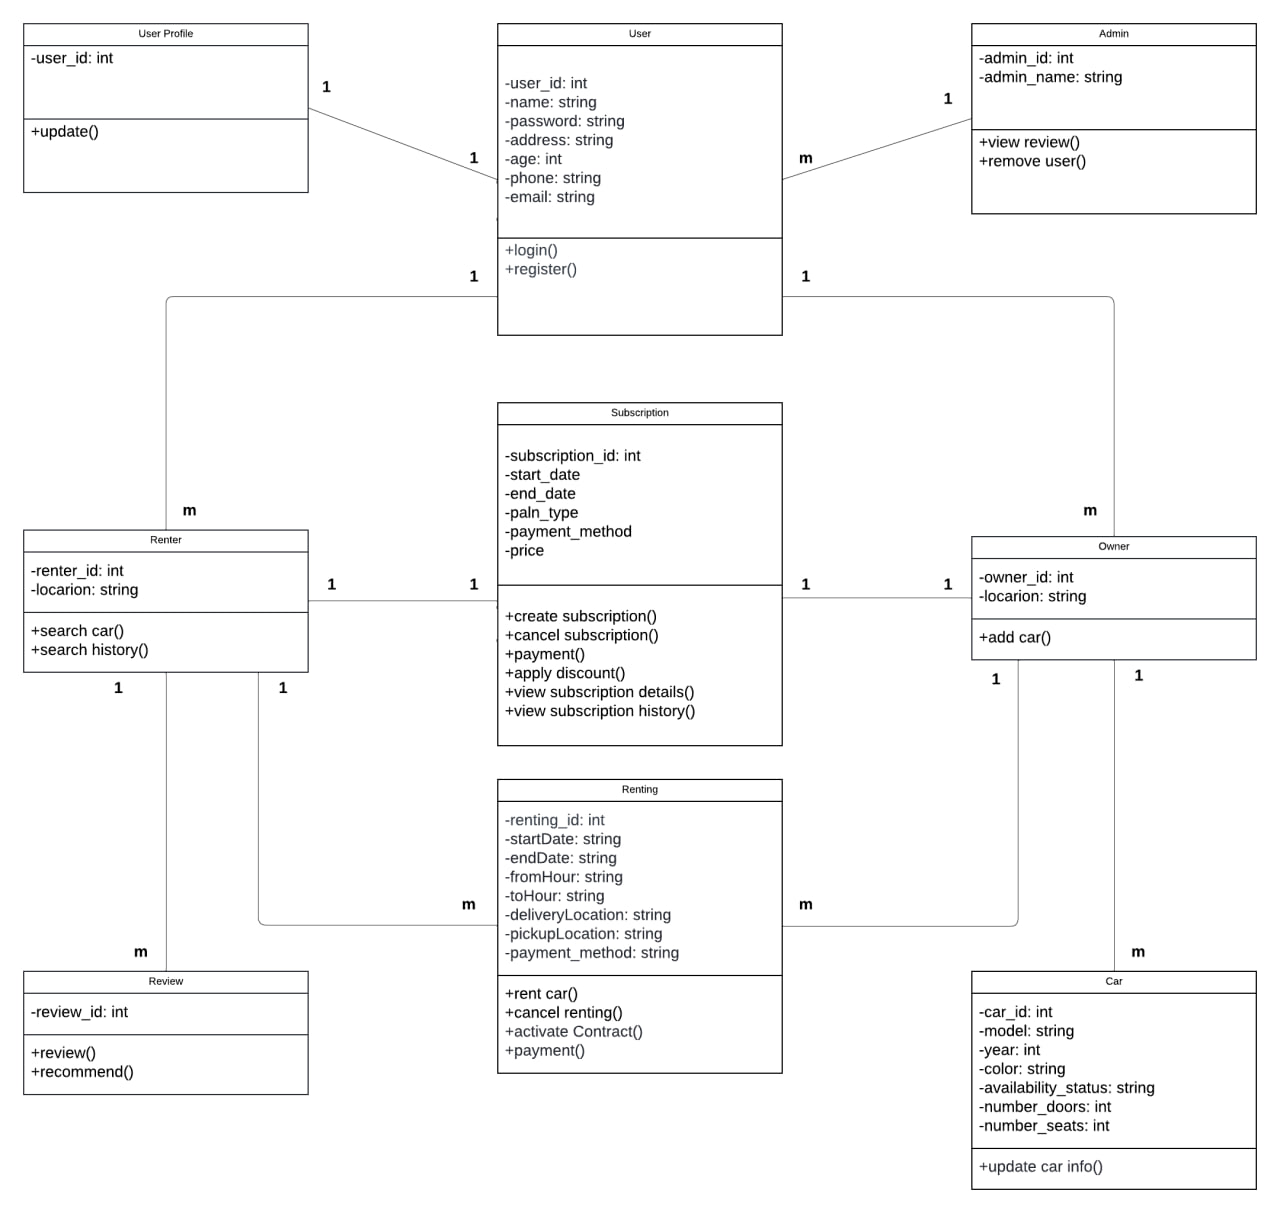 User Profile
-user_id: int
+update()
1
1
User
-user_id: int
-name: string
-password: string
-address: string
-age: int
-phone: string
-email: string
+login()
+register()
Admin
-admin_id: int
-admin_name: string
+view review()
+remove user()
1
m
1
1
m
m
Subscription
-subscription_id: int
-start_date
-end_date
-paln_type
-payment_method
-price
+create subscription()
+cancel subscription()
+payment()
+apply discount()
+view subscription details()
+view subscription history()
Renter
-renter_id: int
-locarion: string
+search car()
+search history()
1
1
1
1
Owner
-owner_id: int
-locarion: string
+add car()
1
1
1
1
Renting
-renting_id: int
-startDate: string
-endDate: string
-fromHour: string
-toHour: string
-deliveryLocation: string
-pickupLocation: string
-payment_method: string
+rent car()
+cancel renting()
+activate Contract()
+payment()
m
m
m
m
Review
-review_id: int
+review()
+recommend()
Car
-car_id: int
-model: string
-year: int
-color: string
-availability_status: string
-number_doors: int
-number_seats: int
+update car info()